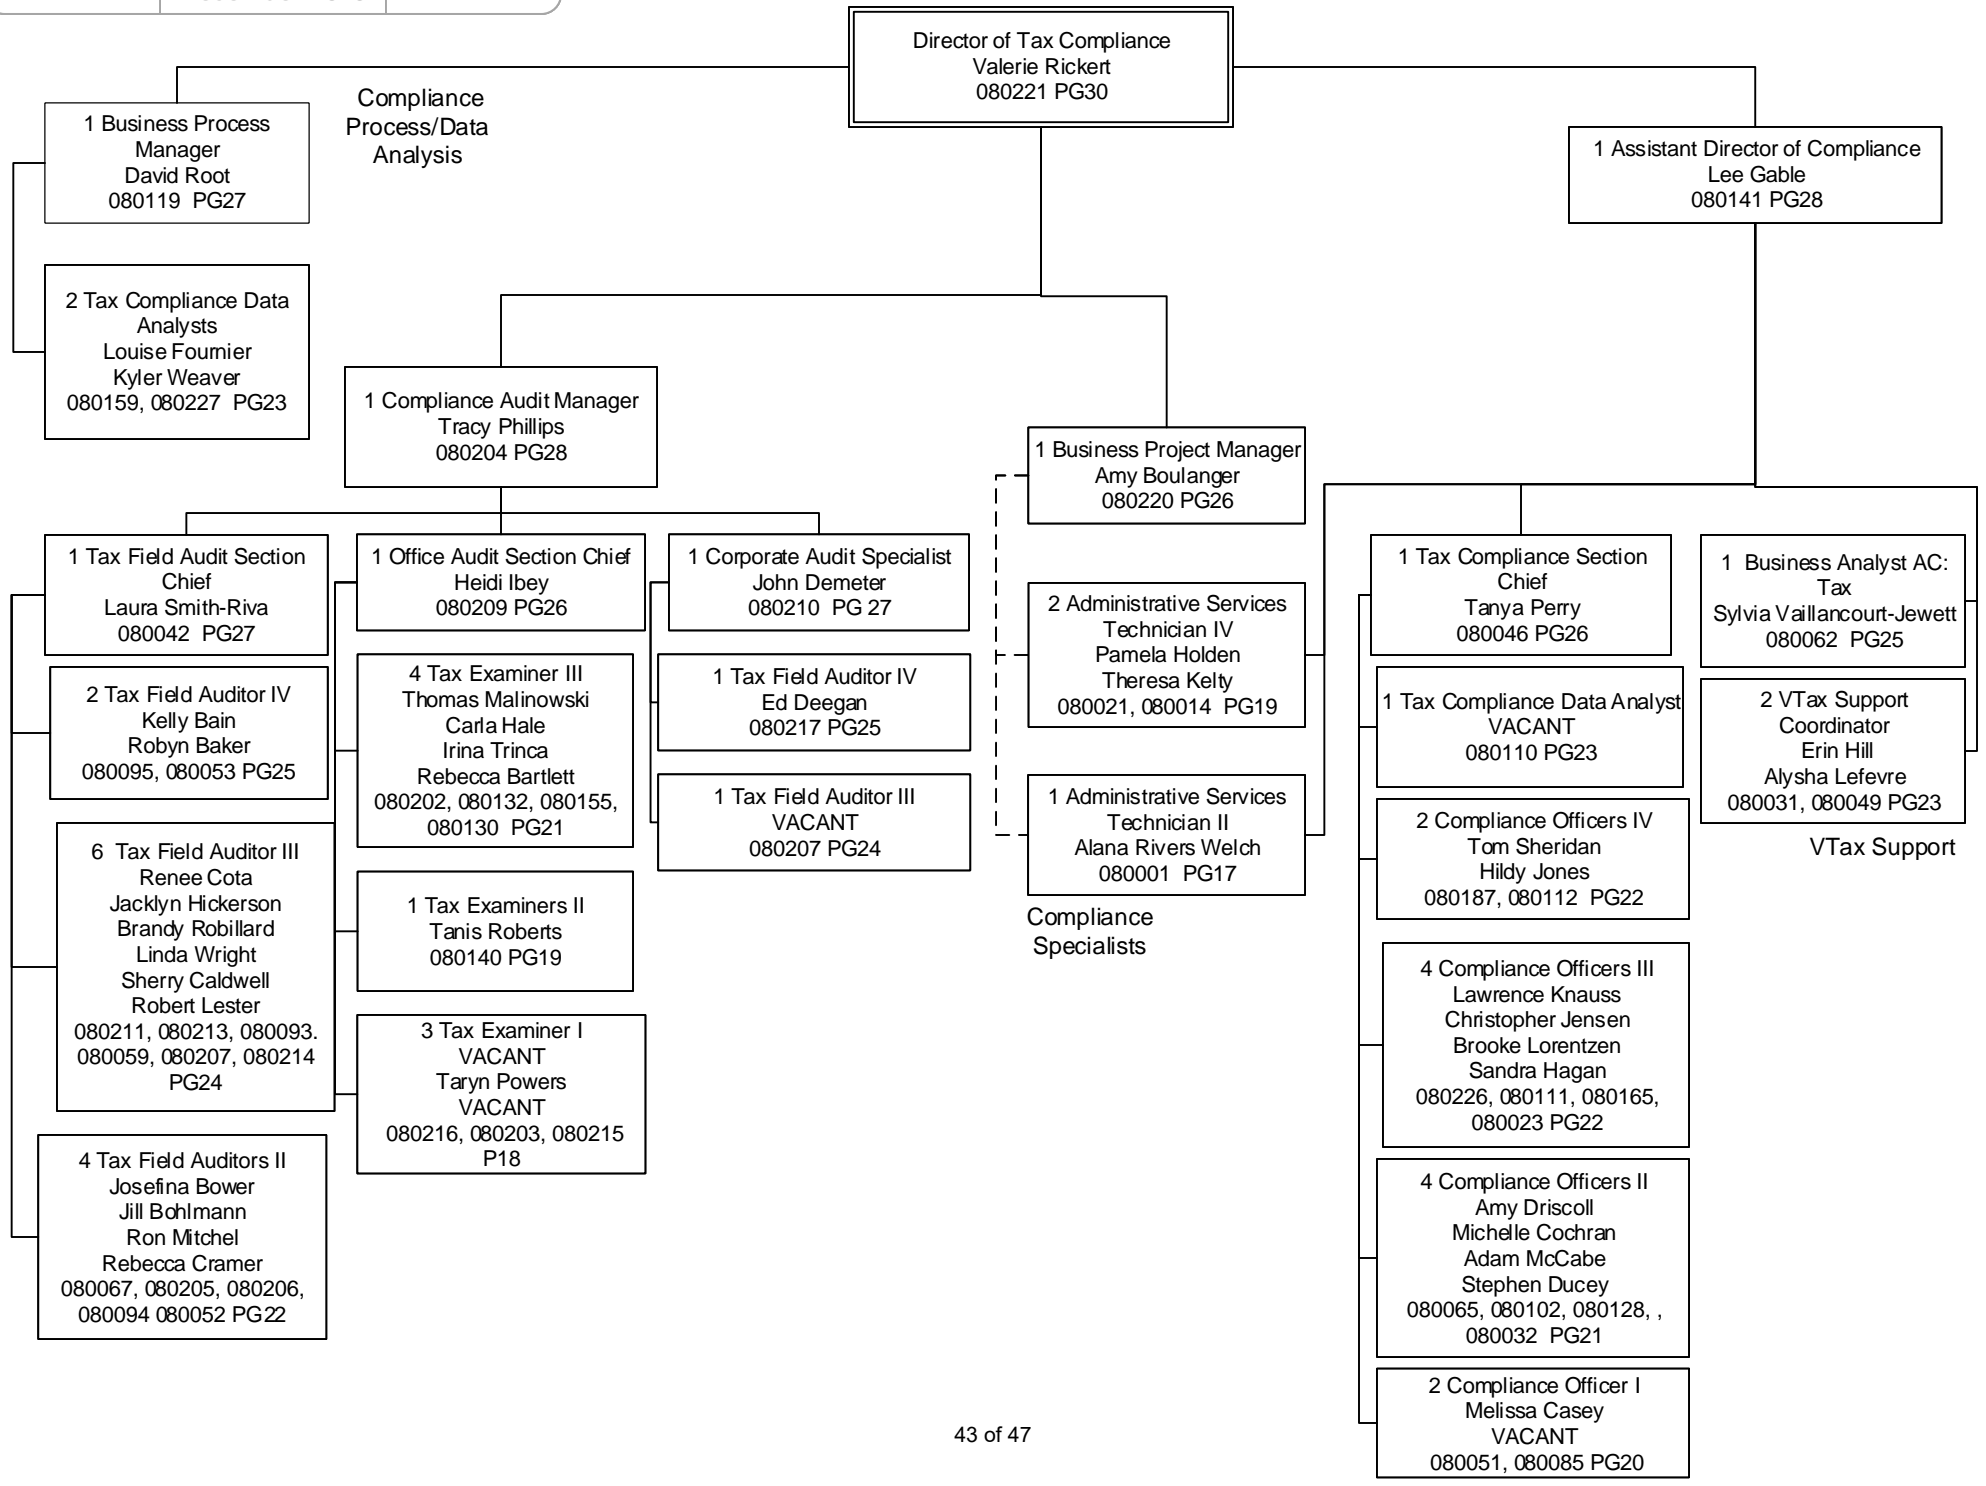 Director of Tax Compliance
Valerie Rickert
080221 PG30
Compliance
Process/Data
Analysis
1 Business Process
Manager
David Root
080119 PG27
1 Assistant Director of Compliance
Lee Gable
080141 PG28
2 Tax Compliance Data
Analysts
Louise Fournier
Kyler Weaver
080159, 080227 PG23
1 Compliance Audit Manager
Tracy Phillips
080204 PG28
1 Business Project Manager
Amy Boulanger
080220 PG26
1 Tax Field Audit Section
Chief
Laura Smith-Riva
080042 PG27
2 Tax Field Auditor IV
Kelly Bain
Robyn Baker
080095, 080053 PG25
6 Tax Field Auditor III
Renee Cota
Jacklyn Hickerson
Brandy Robillard
Linda Wright
Sherry Caldwell
Robert Lester
080211, 080213, 080093.
080059, 080207, 080214
PG24
4 Tax Field Auditors II
Josefina Bower
Jill Bohlmann
Ron Mitchel
Rebecca Cramer
080067, 080205, 080206,
080094 080052 PG22
1 Office Audit Section Chief
Heidi Ibey
080209 PG26
4 Tax Examiner III
Thomas Malinowski
Carla Hale
Irina Trinca
Rebecca Bartlett
080202, 080132, 080155,
080130 PG21
1 Tax Examiners II
Tanis Roberts
080140 PG19
3 Tax Examiner I
VACANT
Taryn Powers
VACANT
080216, 080203, 080215
P18
1 Corporate Audit Specialist
John Demeter
080210 PG 27
1 Tax Field Auditor IV
Ed Deegan
080217 PG25
1 Tax Field Auditor III
VACANT
080207 PG24
2 Administrative Services
Technician IV
Pamela Holden
Theresa Kelty
080021, 080014 PG19
1 Administrative Services
Technician II
Alana Rivers Welch
080001 PG17
Compliance
Specialists
1 Tax Compliance Section
Chief
Tanya Perry
080046 PG26
1 Tax Compliance Data Analyst
VACANT
080110 PG23
2 Compliance Officers IV
Tom Sheridan
Hildy Jones
080187, 080112 PG22
4 Compliance Officers III
Lawrence Knauss
Christopher Jensen
Brooke Lorentzen
Sandra Hagan
080226, 080111, 080165,
080023 PG22
4 Compliance Officers II
Amy Driscoll
Michelle Cochran
Adam McCabe
Stephen Ducey
080065, 080102, 080128, ,
080032 PG21
2 Compliance Officer I
Melissa Casey
VACANT
080051, 080085 PG20
1 Business Analyst AC:
Tax
Sylvia Vaillancourt-Jewett
080062 PG25
2 VTax Support
Coordinator
Erin Hill
Alysha Lefevre
080031, 080049 PG23
VTax Support
43 of 47